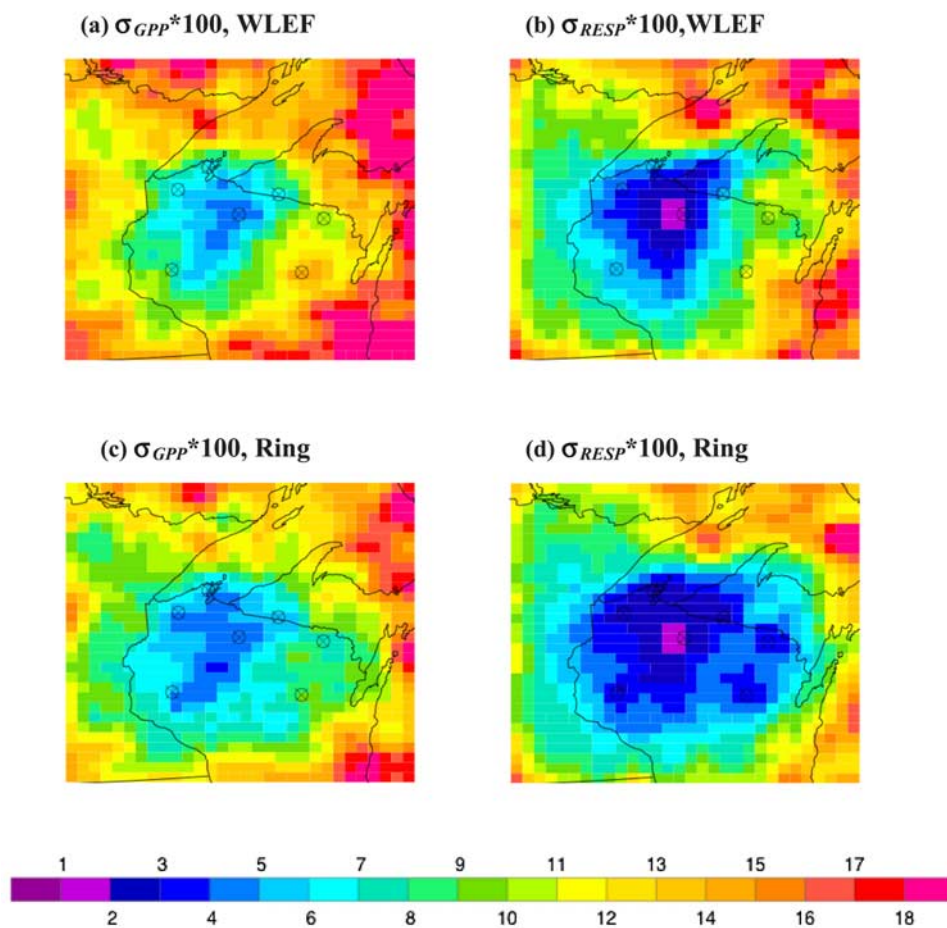 (a) σGPP*100, WLEF
(b) σRESP*100,WLEF
(c) σGPP*100, Ring
(d) σRESP*100, Ring
1 3 5 7 9 11 13 15 17
2 4 6 8 10 12 14 16 18